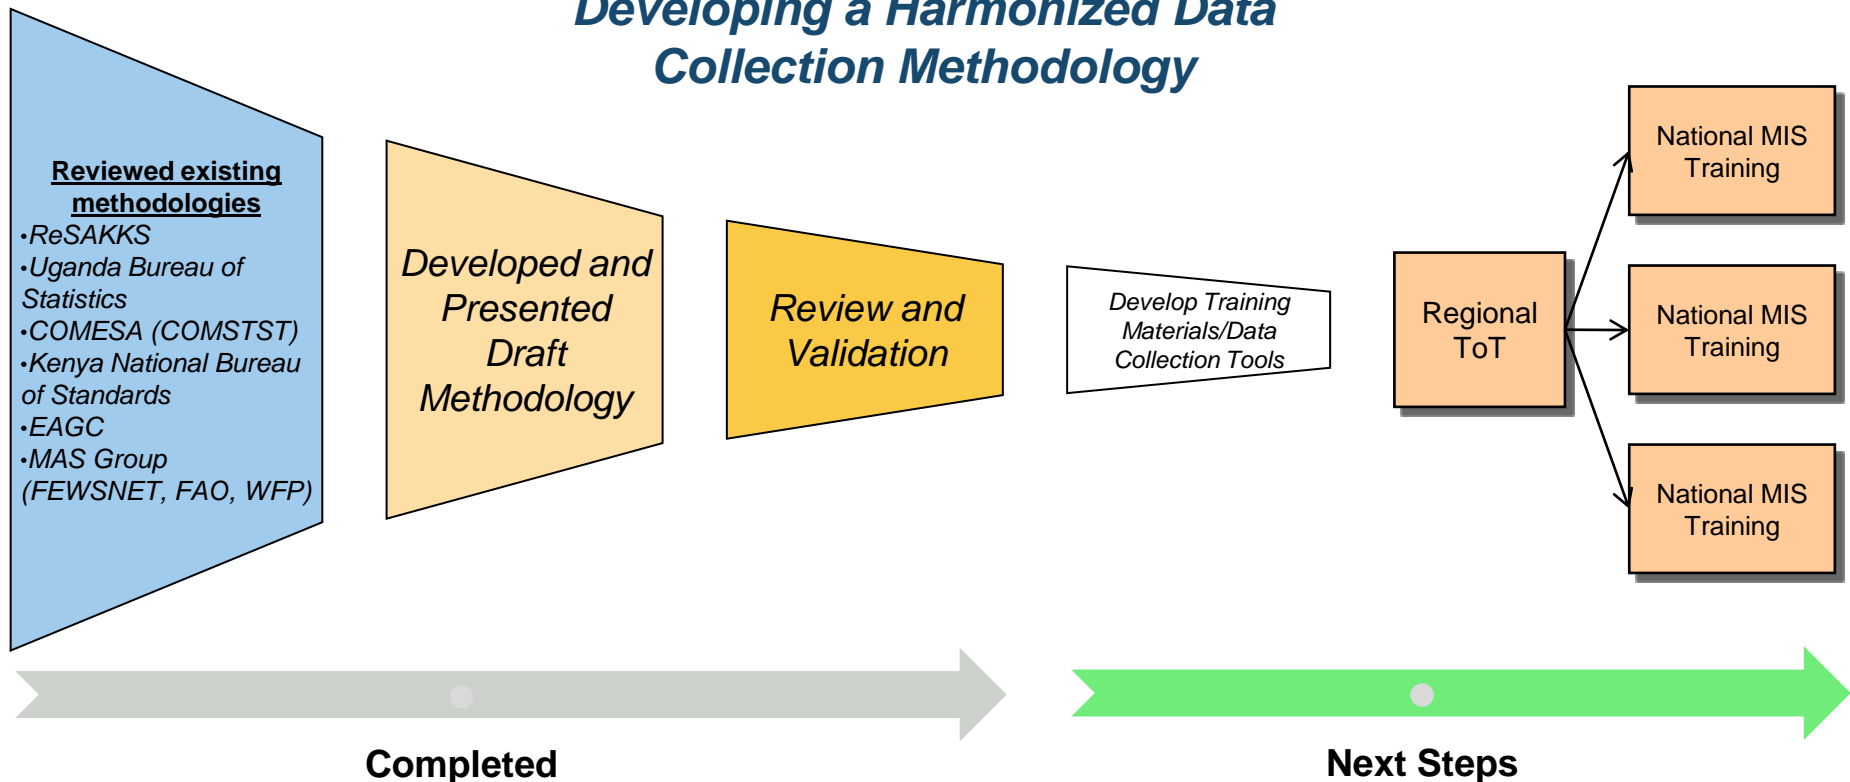 Developing a Harmonized Data
Collection Methodology
Reviewed existing
methodologies
•ReSAKKS
•Uganda Bureau of
Statistics
•COMESA (COMSTST)
•Kenya National Bureau
of Standards
•EAGC
•MAS Group
(FEWSNET, FAO, WFP)
Developed and
Presented
Draft
Methodology
Review and
Validation
Develop Training
Materials/Data
Collection Tools
Regional
ToT
National MIS
Training
National MIS
Training
National MIS
Training
Completed
Next Steps